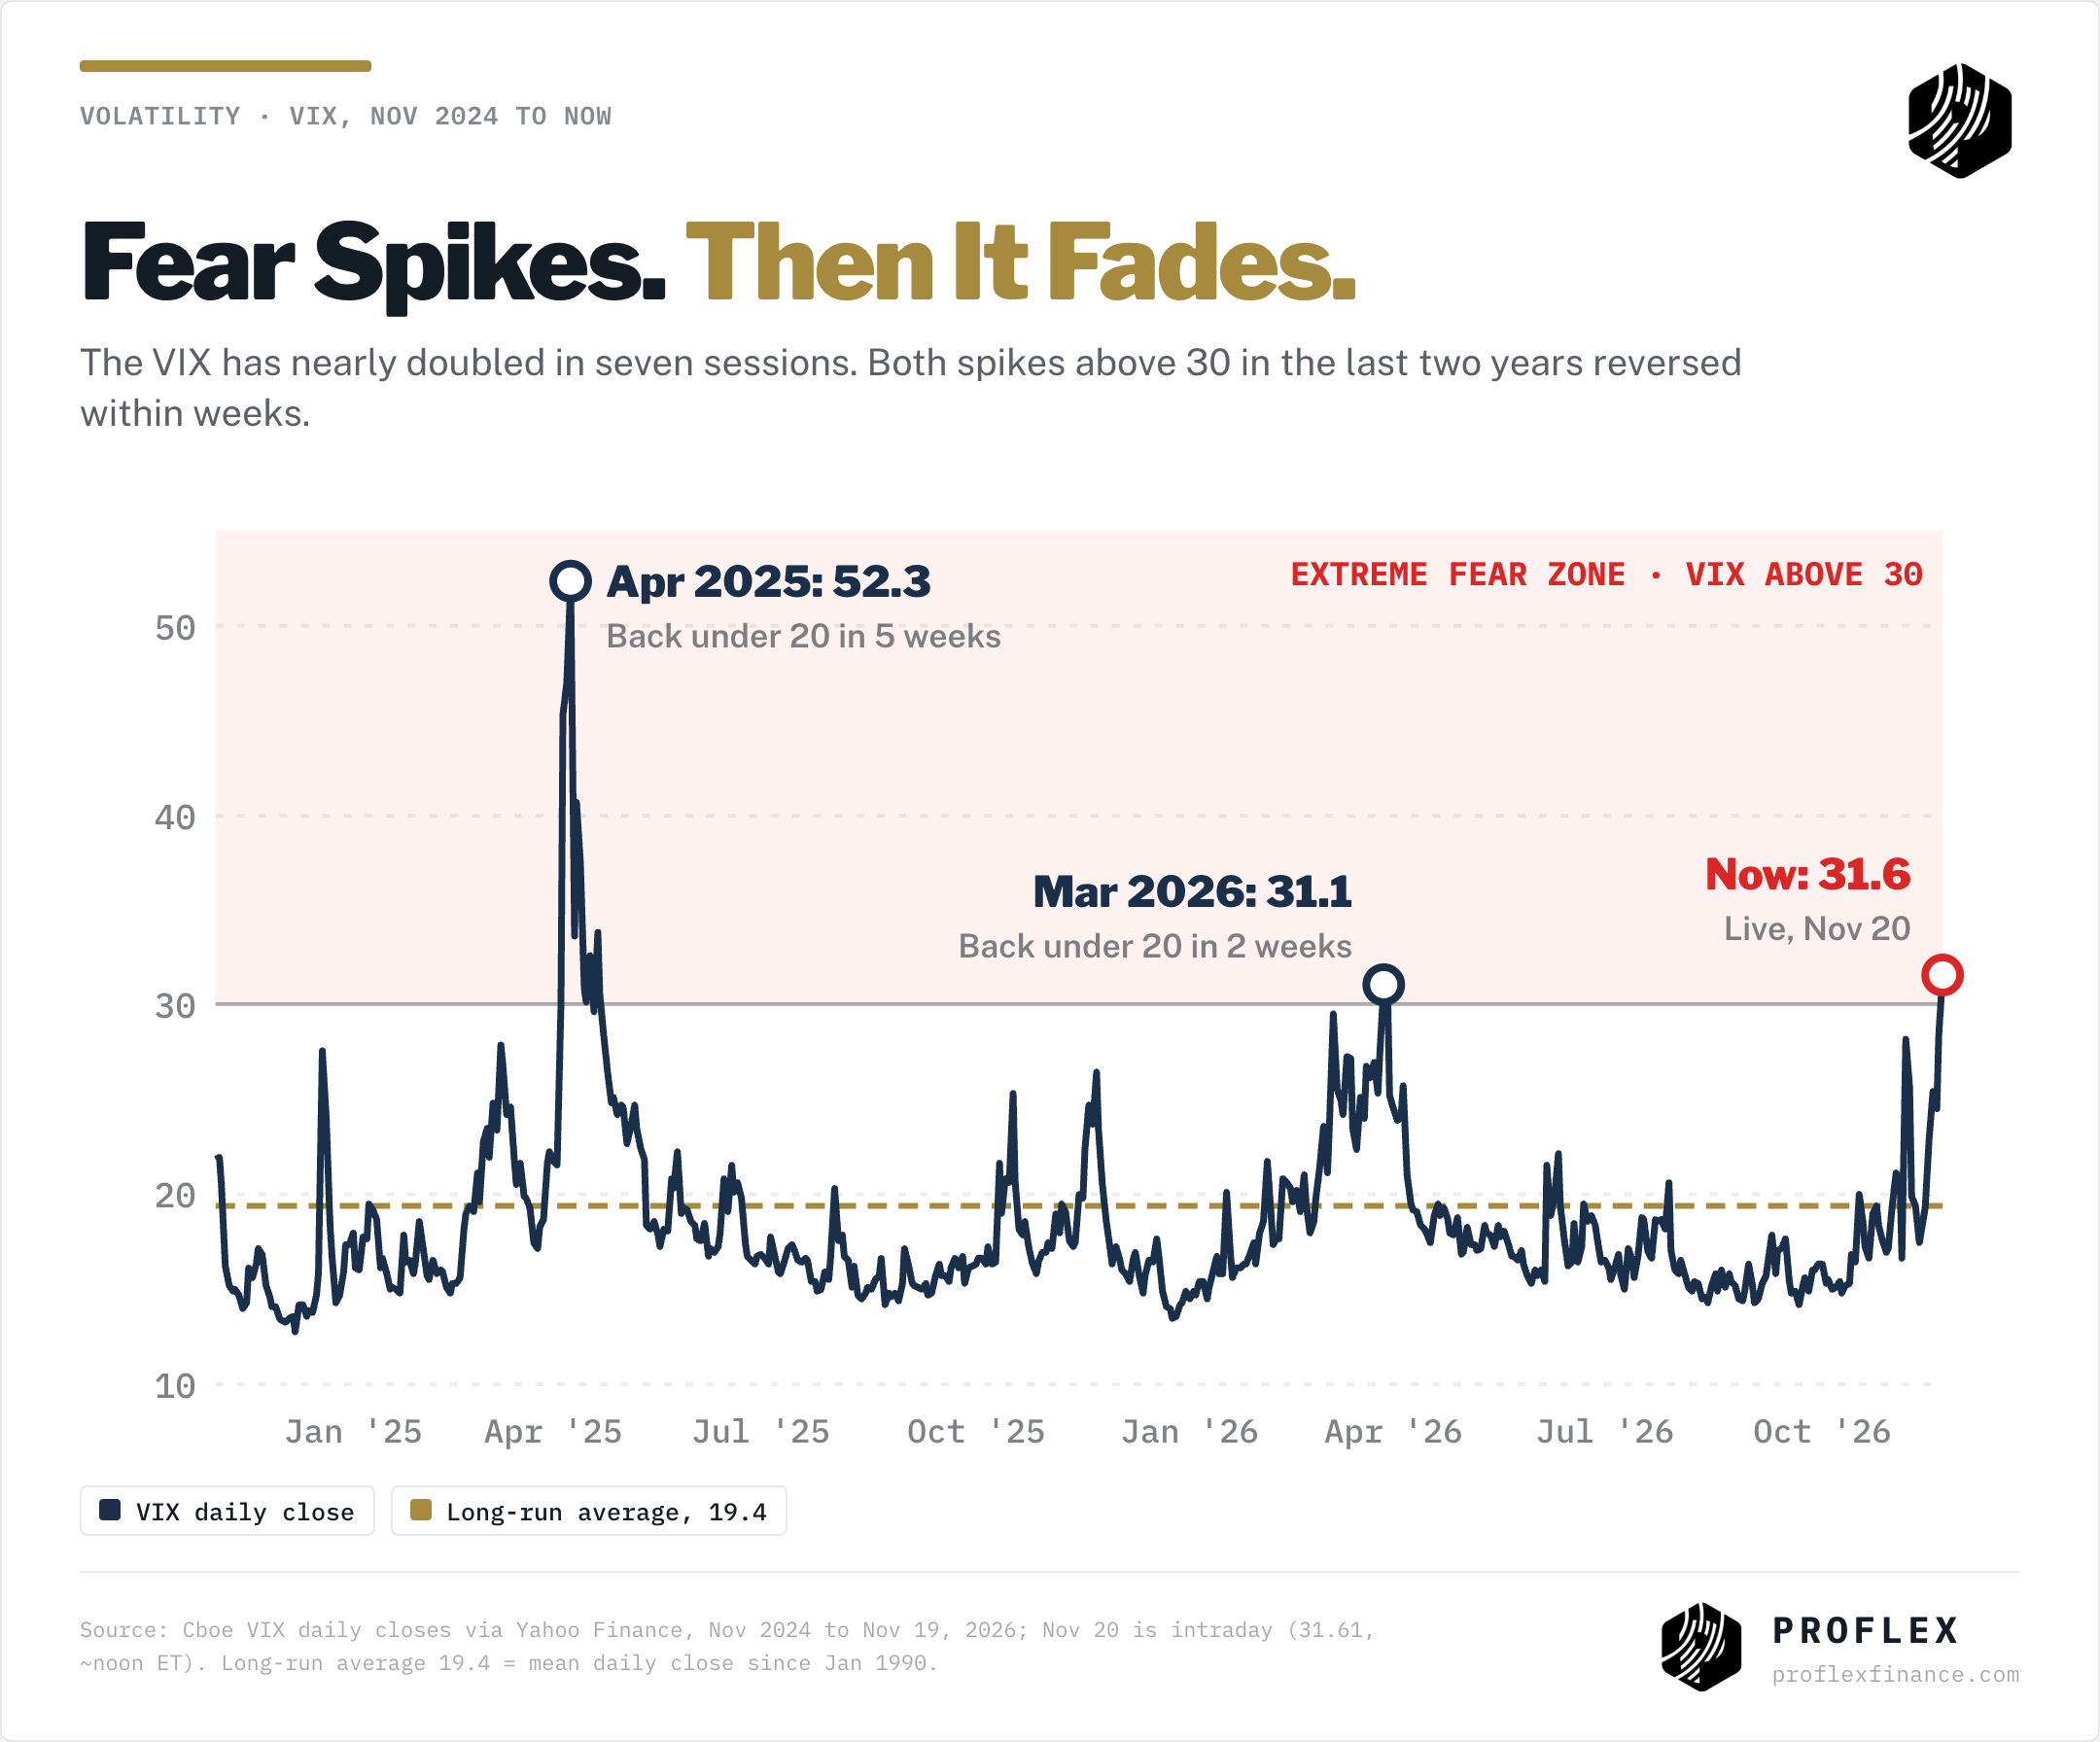 VOLATILITY · VIX, NOV 2024 TO NOW
Fear Spikes. Then It Fades.
The VIX has nearly doubled in seven sessions. Both spikes above 30 in the last two years reversed
within weeks.
EXTREME FEAR ZONE · VIX ABOVE 30
Apr 2025: 52.3
Back under 20 in 5 weeks
Mar 2026: 31.1
Back under 20 in 2 weeks
Now: 31.6
Live, Nov 20
50
40
30
20
10
Jan '25 Apr '25 Jul '25 Oct '25 Jan '26 Apr '26 Jul '26 Oct '26
VIX daily close Long-run average, 19.4
Source: Cboe VIX daily closes via Yahoo Finance, Nov 2024 to Nov 19, 2026; Nov 20 is intraday (31.61,
~noon ET). Long-run average 19.4 = mean daily close since Jan 1990.
PROFLEX
proflexfinance.com